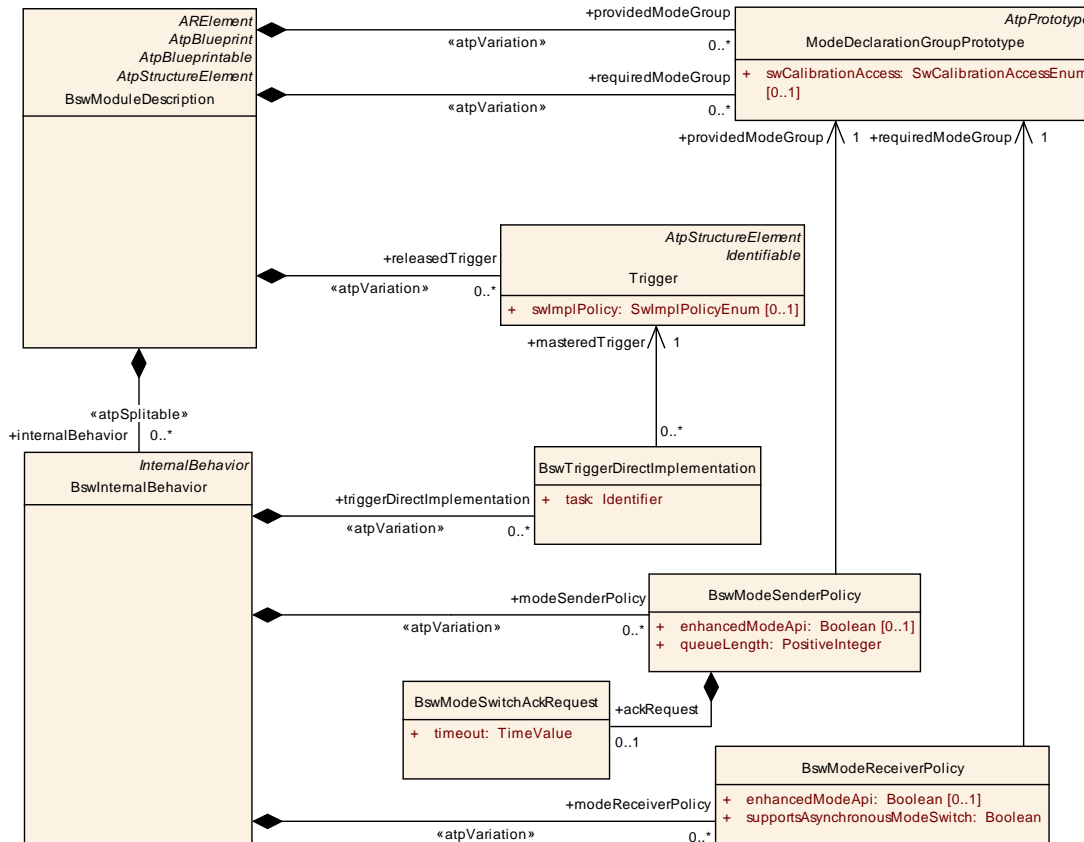 ARElement
AtpBlueprint
AtpBlueprintable
AtpStructureElement
BswModuleDescription
+providedModeGroup
«atpVariation»
0..*
+requiredModeGroup
«atpVariation»
0..*
AtpPrototype
ModeDeclarationGroupPrototype
+ swCalibrationAccess: SwCalibrationAccessEnum
[0..1]
+providedModeGroup
1
+requiredModeGroup
1
AtpStructureElement
Identifiable
Trigger
+ swImplPolicy: SwImplPolicyEnum [0..1]
+releasedTrigger
«atpVariation»
0..*
+masteredTrigger
1
«atpSplitable»
+internalBehavior
0..*
0..*
InternalBehavior
BswInternalBehavior
BswTriggerDirectImplementation
+ task: Identifier
+triggerDirectImplementation
«atpVariation»
0..*
BswModeSenderPolicy
+ enhancedModeApi: Boolean [0..1]
+ queueLength: PositiveInteger
+modeSenderPolicy
«atpVariation»
0..*
BswModeSwitchAckRequest
+ timeout: TimeValue
+ackRequest
0..1
BswModeReceiverPolicy
+ enhancedModeApi: Boolean [0..1]
+ supportsAsynchronousModeSwitch: Boolean
+modeReceiverPolicy
«atpVariation»
0..*